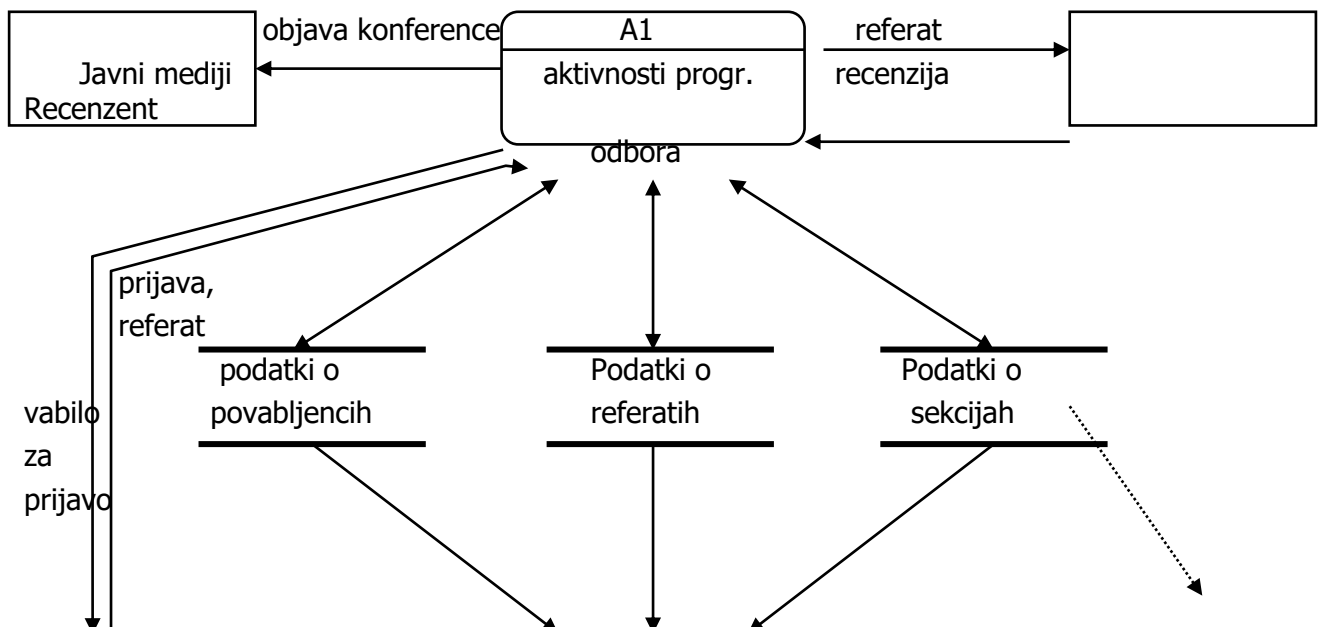 objava konference
A1
referat
Javni mediji
aktivnosti progr.
recenzija
Recenzent
odbora
prijava,
referat
podatki o
Podatki o
Podatki o
vabilo
povabljencih
referatih
sekcijah
za
prijavo